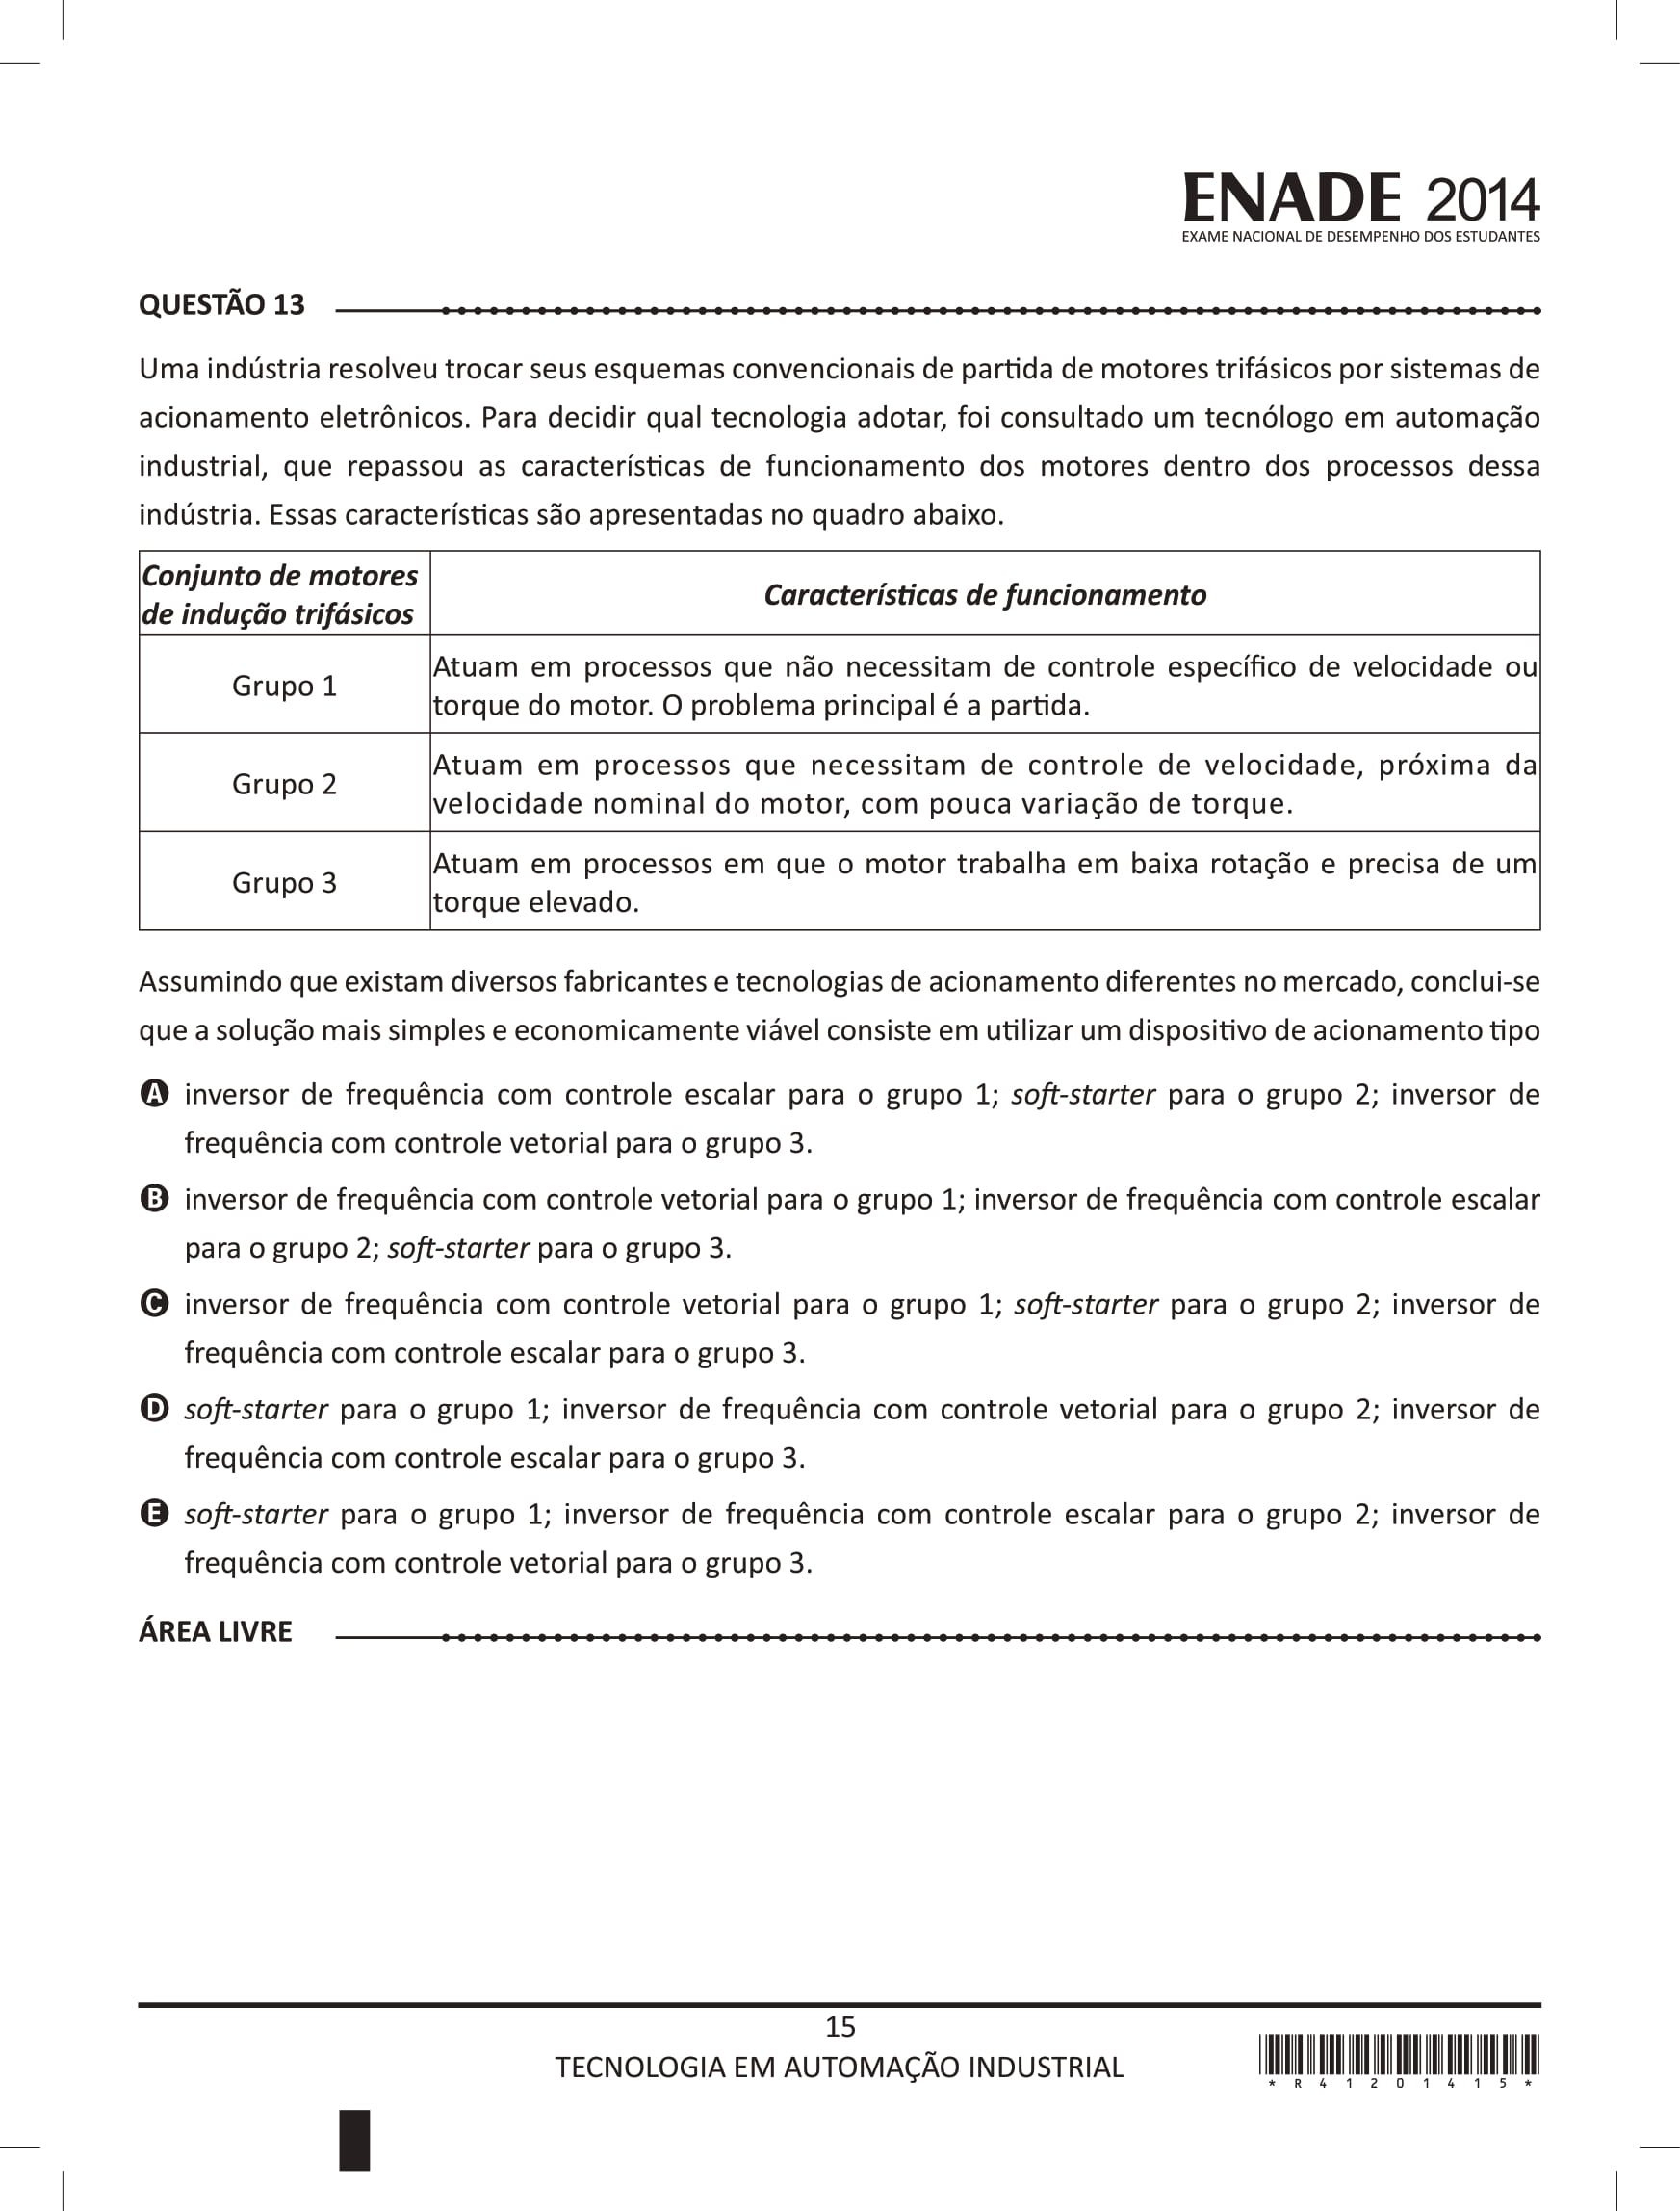 ENADE 2014
EXAME NACIONAL DE DESEMPENHO DOS ESTUDANTES
QUESTÃO 13
Uma indústria resolveu trocar seus esquemas convencionais de partida de motores trifásicos por sistemas de
acionamento eletrônicos. Para decidir qual tecnologia adotar, foi consultado um tecnólogo em automação
industrial, que repassou as características de funcionamento dos motores dentro dos processos dessa
indústria. Essas características são apresentadas no quadro abaixo.
Conjunto de motores
de indução trifásicos
Características de funcionamento
Grupo 1
Atuam em processos que não necessitam de controle específico de velocidade ou
torque do motor. O problema principal é a partida.
Grupo 2
Atuam em processos que necessitam de controle de velocidade, próxima da
velocidade nominal do motor, com pouca variação de torque.
Grupo 3
Atuam em processos em que o motor trabalha em baixa rotação e precisa de um
torque elevado.
Assumindo que existam diversos fabricantes e tecnologias de acionamento diferentes no mercado, conclui-se
que a solução mais simples e economicamente viável consiste em utilizar um dispositivo de acionamento tipo
A inversor de frequência com controle escalar para o grupo 1; soft-starter para o grupo 2; inversor de
frequência com controle vetorial para o grupo 3.
B inversor de frequência com controle vetorial para o grupo 1; inversor de frequência com controle escalar
para o grupo 2; soft-starter para o grupo 3.
C inversor de frequência com controle vetorial para o grupo 1; soft-starter para o grupo 2; inversor de
frequência com controle escalar para o grupo 3.
D soft-starter para o grupo 1; inversor de frequência com controle vetorial para o grupo 2; inversor de
frequência com controle escalar para o grupo 3.
E soft-starter para o grupo 1; inversor de frequência com controle escalar para o grupo 2; inversor de
frequência com controle vetorial para o grupo 3.
ÁREA LIVRE
15
TECNOLOGIA EM AUTOMAÇÃO INDUSTRIAL
* R 4 1 2 0 1 4 1 5 *